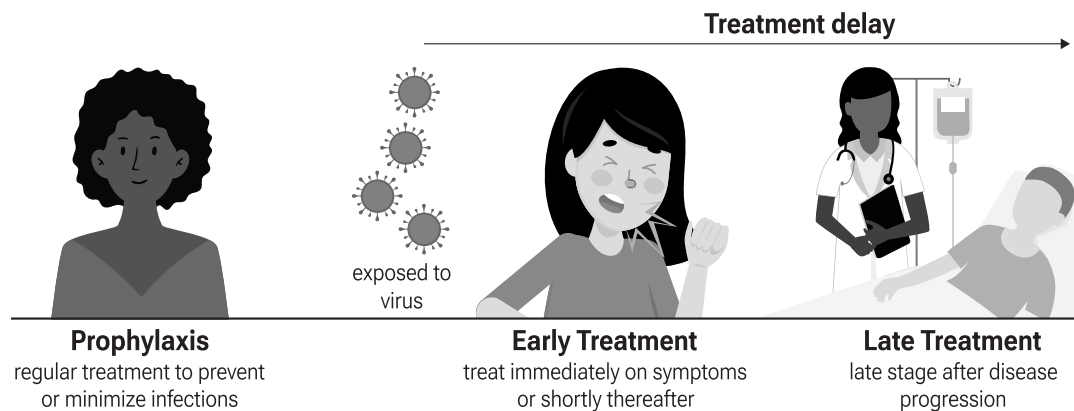 Treatment delay
exposed to
virus
Prophylaxis
regular treatment to prevent
or minimize infections
Early Treatment
treat immediately on symptoms
or shortly thereafter
Late Treatment
late stage after disease
progression